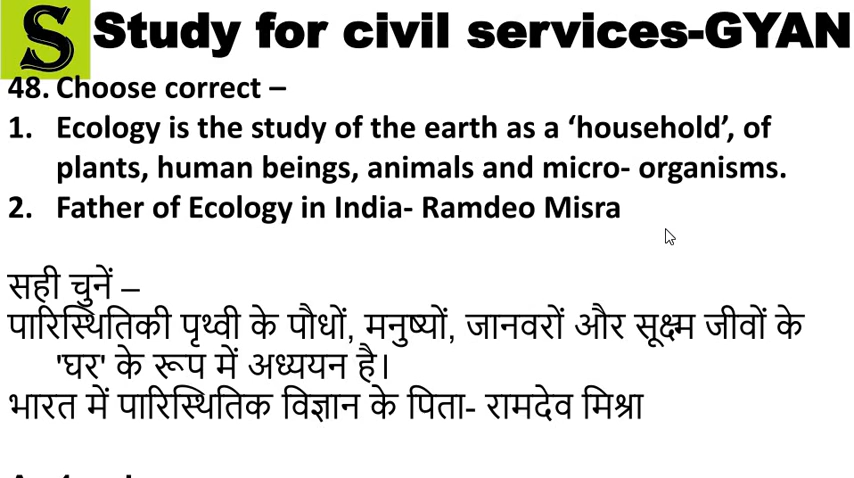 S Study for civil services-GYAN
48. Choose correct –
1. Ecology is the study of the earth as a ‘household’, of
plants, human beings, animals and micro- organisms.
2. Father of Ecology in India- Ramdeo Misra
सही चुनें –
पारिस्थितिकी पृथ्वी के पौधों, मनुष्यों, जानवरों और सूक्ष्म जीवों के
'घर' के रूप में अध्ययन है।
भारत में पारिस्थितिक विज्ञान के पिता- रामदेव मिश्रा